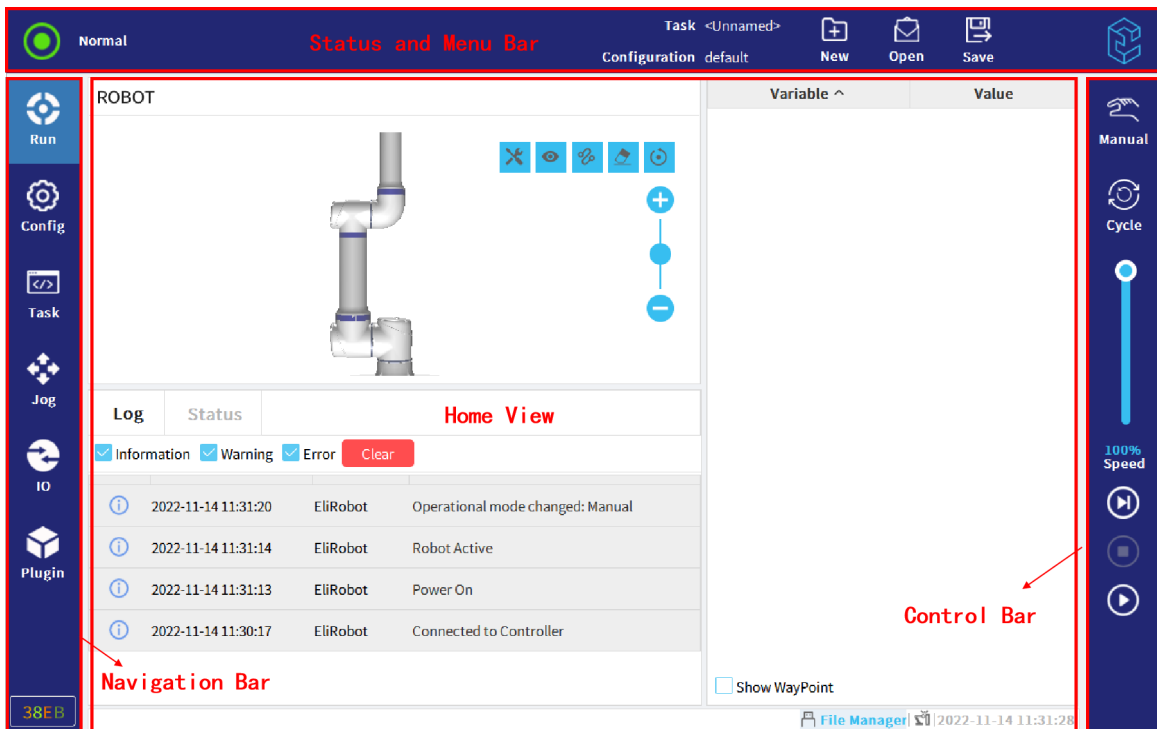 Normal
Status and Menu Bar
Task <Unnamed>
Configuration default
New
Open
Save
Run
Config
Task
Jog
IO
Plugin
38EB
ROBOT
Log
Status
Home View
Information
Warning
Error
Clear
2022-11-14 11:31:20 EliRobot Operational mode changed: Manual
2022-11-14 11:31:14 EliRobot Robot Active
2022-11-14 11:31:13 EliRobot Power On
2022-11-14 11:30:17 EliRobot Connected to Controller
Navigation Bar
Variable
Value
Show WayPoint
File Manager
2022-11-14 11:31:28
Manual
Cycle
100%
Speed
Control Bar